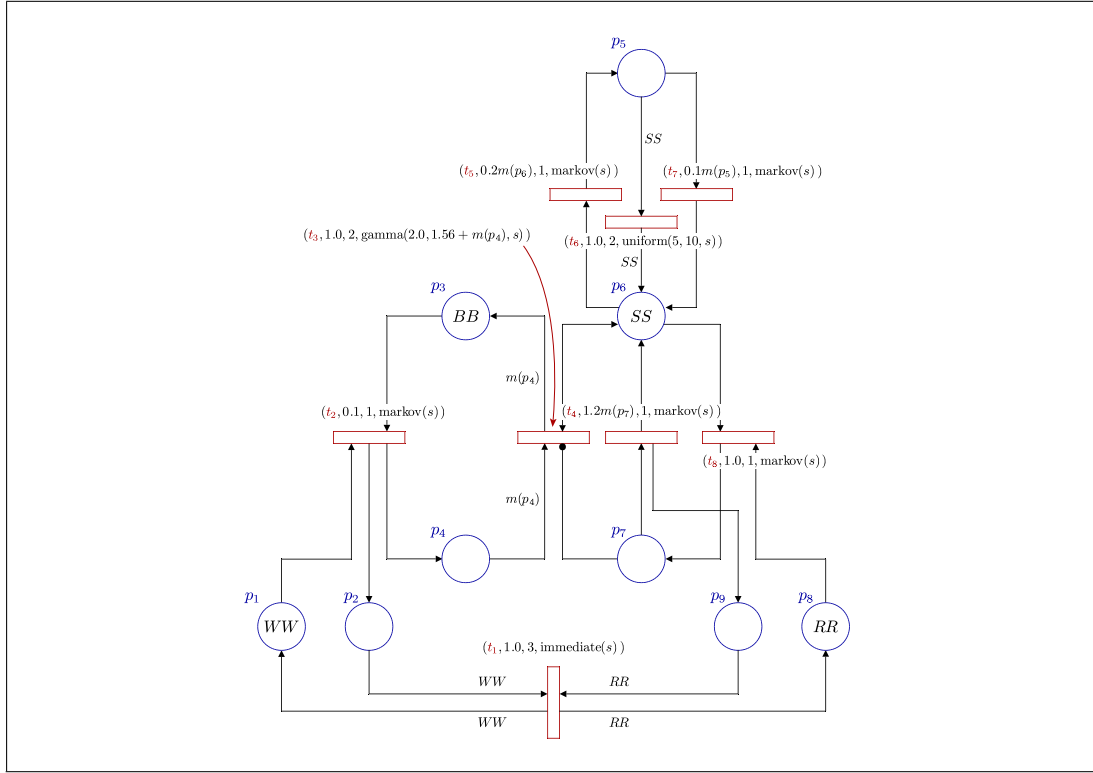 p5
SS
(t5, 0.2m(p6), 1, markov(s))
(t7, 0.1m(p5), 1, markov(s))
(t3, 1.0, 2, gamma(2.0, 1.56 + m(p4), s))
(t6, 1.0, 2, uniform(5, 10, s))
SS
p3
p6
BB
SS
m(p4)
(t2, 0.1, 1, markov(s))
(t4, 1.2m(p7), 1, markov(s))
(t8, 1.0, 1, markov(s))
m(p4)
p4
p7
p1
p2
p9
p8
WW
RR
(t1, 1.0, 3, immediate(s))
WW
RR
WW
RR